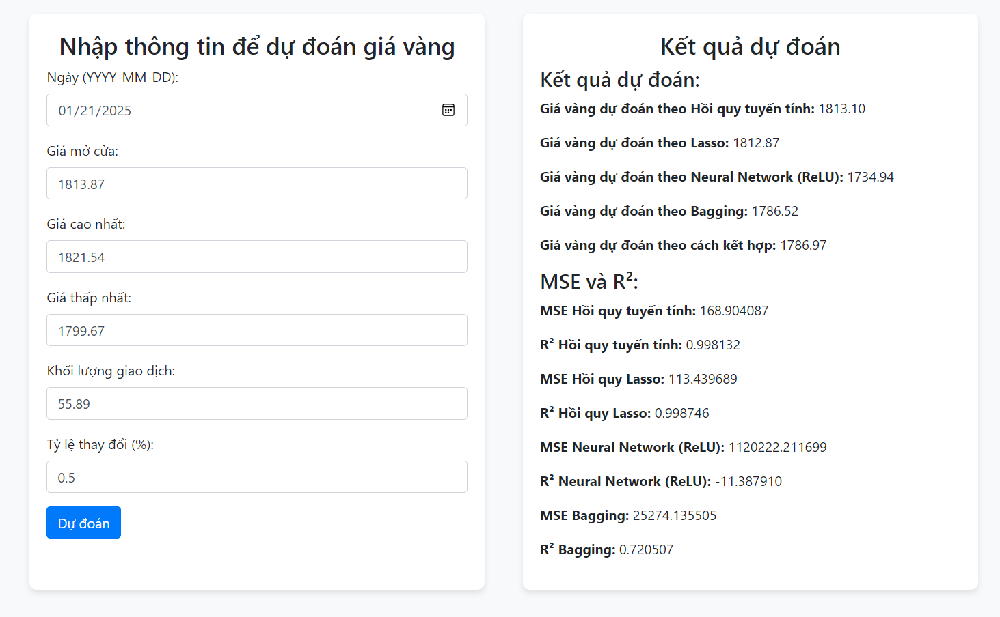 Nhập thông tin để dự đoán giá vàng
Ngày (YYYY-MM-DD):
01/21/2025
Giá mở cửa:
1813.87
Giá cao nhất:
1821.54
Giá thấp nhất:
1799.67
Khối lượng giao dịch:
55.89
Tỷ lệ thay đổi (%):
0.5
Dự đoán
Kết quả dự đoán
Kết quả dự đoán:
Giá vàng dự đoán theo Hồi quy tuyến tính: 1813.10
Giá vàng dự đoán theo Lasso: 1812.87
Giá vàng dự đoán theo Neural Network (ReLU): 1734.94
Giá vàng dự đoán theo Bagging: 1786.52
Giá vàng dự đoán theo cách kết hợp: 1786.97
MSE và R²:
MSE Hồi quy tuyến tính: 168.904087
R² Hồi quy tuyến tính: 0.998132
MSE Hồi quy Lasso: 113.439689
R² Hồi quy Lasso: 0.998746
MSE Neural Network (ReLU): 1120222.211699
R² Neural Network (ReLU): -11.387910
MSE Bagging: 25274.135505
R² Bagging: 0.720507